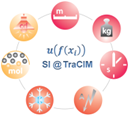 m
kg
u(f(xᵢ))
SI @ TraCIM
mol
s